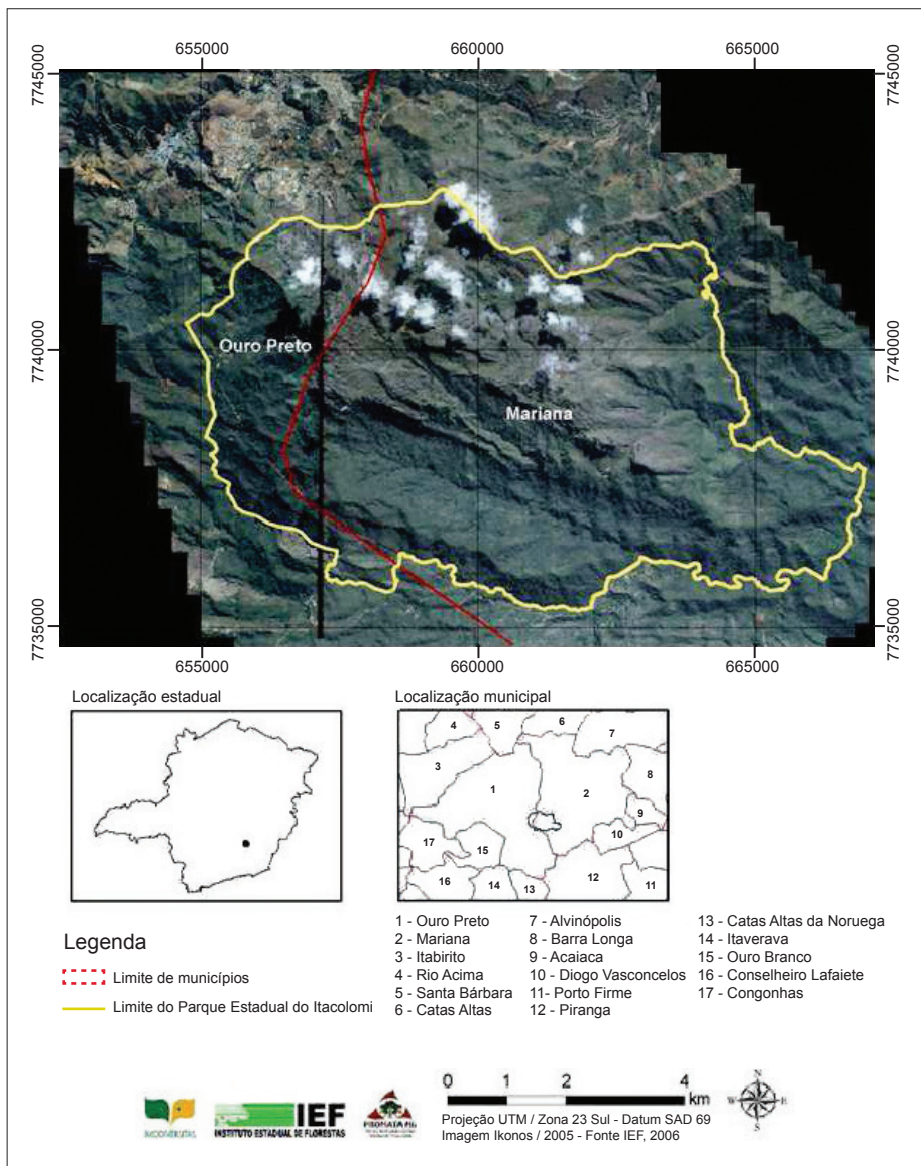 655000 660000 665000
7745000 7745000
7740000 7740000
7735000 7735000
Ouro Preto
Mariana
655000 660000 665000
Localização estadual
Localização municipal
4 5 6 7
3 8
1 2
9
10
17 15
16 14 13 12 11
Legenda
Limite de municípios
Limite do Parque Estadual do Itacolomi
1 - Ouro Preto
2 - Mariana
3 - Itabirito
4 - Rio Acima
5 - Santa Bárbara
6 - Catas Altas
7 - Alvinópolis
8 - Barra Longa
9 - Acaiaca
10 - Diogo Vasconcelos
11- Porto Firme
12 - Piranga
13 - Catas Altas da Noruega
14 - Itaverava
15 - Ouro Branco
16 - Conselheiro Lafaiete
17 - Congonhas
BIODIVERSITAS
IEF
INSTITUTO ESTADUAL DE FLORESTAS
PROMATA MG
0 1 2 4
km
Projeção UTM / Zona 23 Sul - Datum SAD 69
Imagem Ikonos / 2005 - Fonte IEF, 2006
N
W E
S